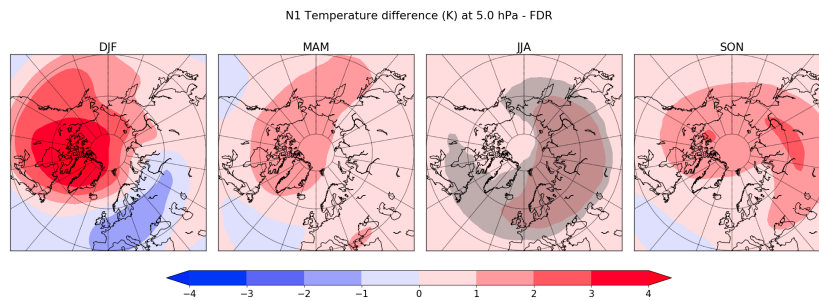 N1 Temperature difference (K) at 5.0 hPa - FDR
DJF MAM JJA SON
−4 −3 −2 −1 0 1 2 3 4